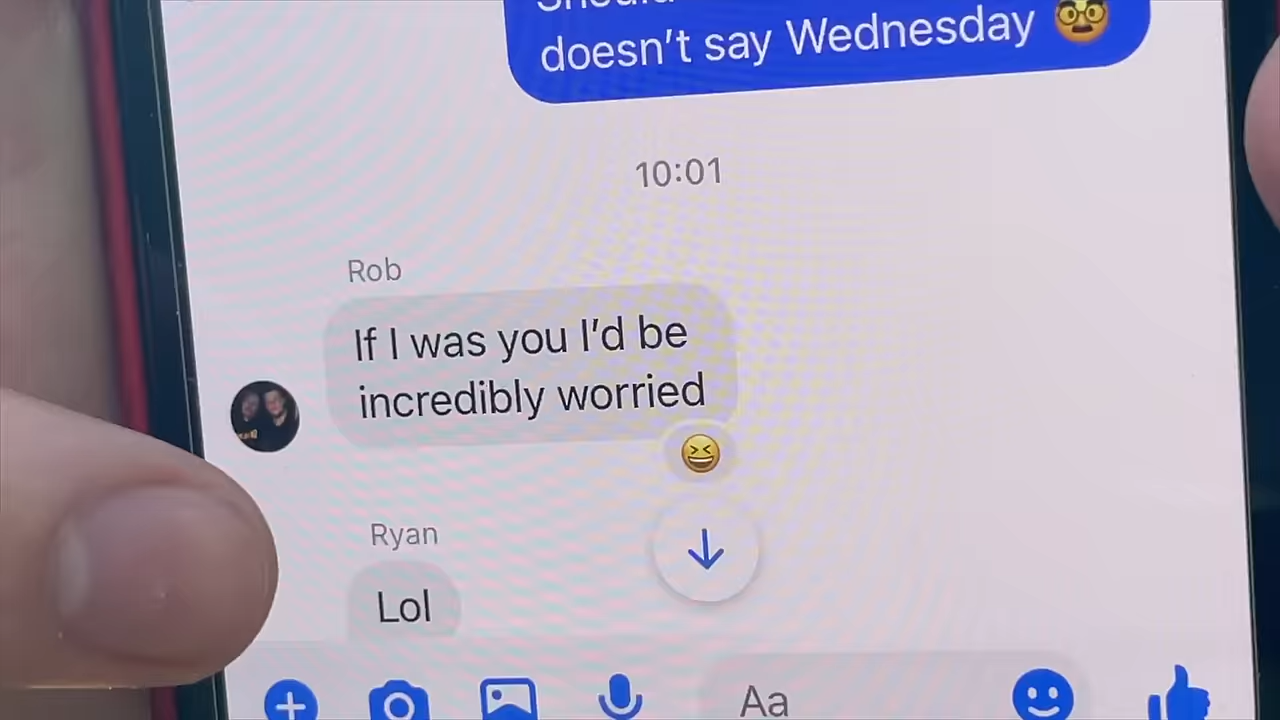 doesn't say Wednesday 🥸
10:01
Rob
If I was you I'd be
incredibly worried
😆
Ryan
Lol
Aa